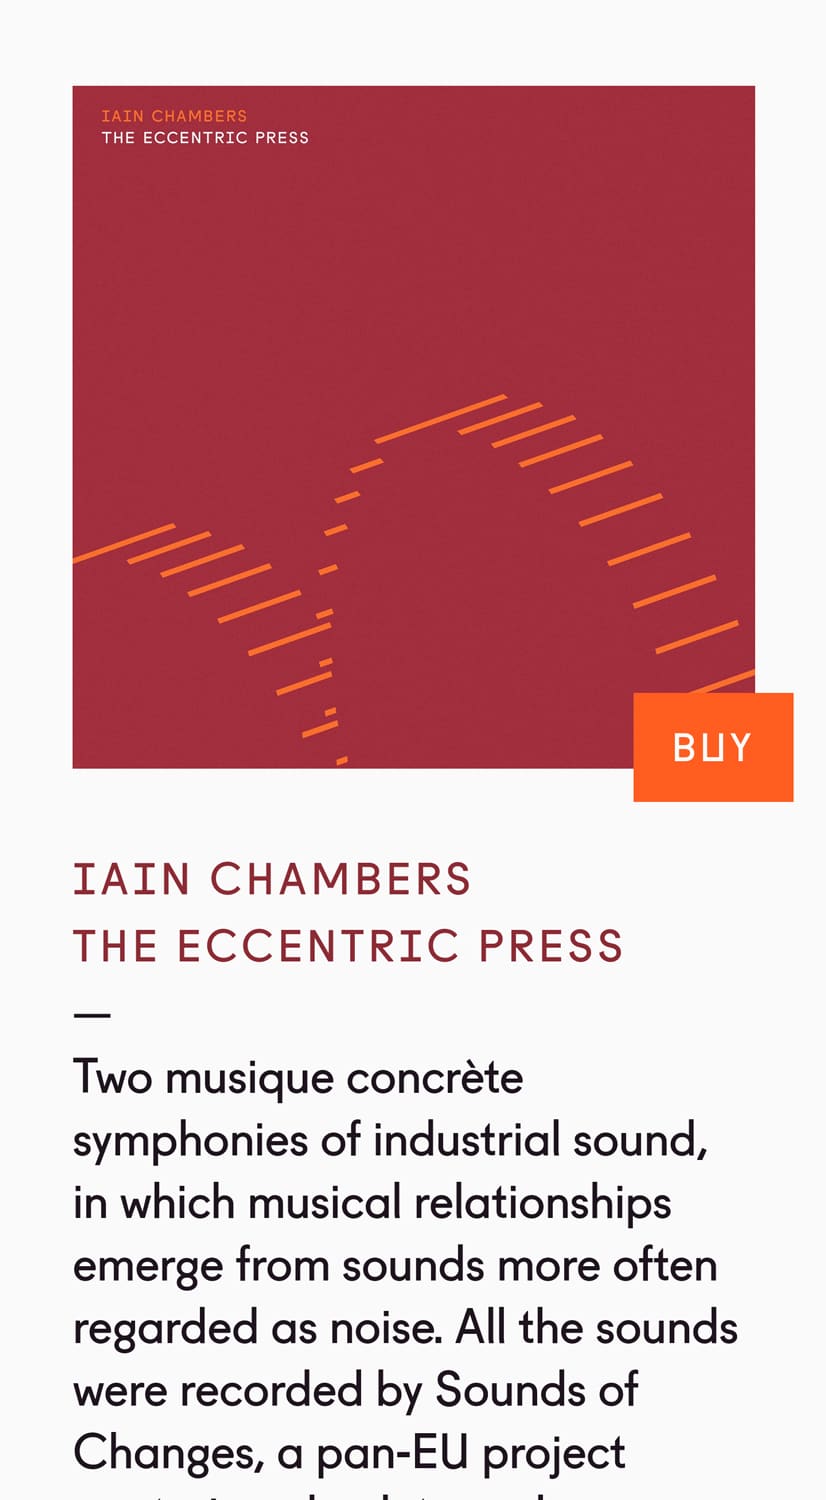 IAIN CHAMBERS
THE ECCENTRIC PRESS
BUY
IAIN CHAMBERS
THE ECCENTRIC PRESS
—
Two musique concrète
symphonies of industrial sound,
in which musical relationships
emerge from sounds more often
regarded as noise. All the sounds
were recorded by Sounds of
Changes, a pan-EU project